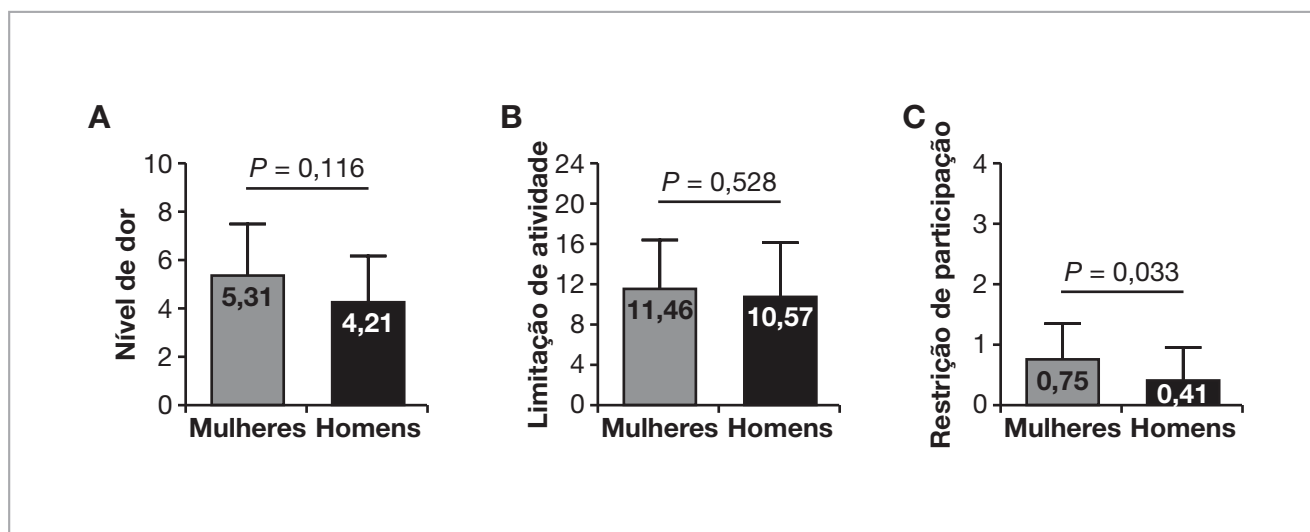 A
Nível de dor
10
8
6
4
2
0
P = 0,116
5,31
4,21
Mulheres Homens
B
Limitação de atividade
24
20
16
12
8
4
0
P = 0,528
11,46
10,57
Mulheres Homens
C
Restrição de participação
4
3
2
1
0
P = 0,033
0,75
0,41
Mulheres Homens